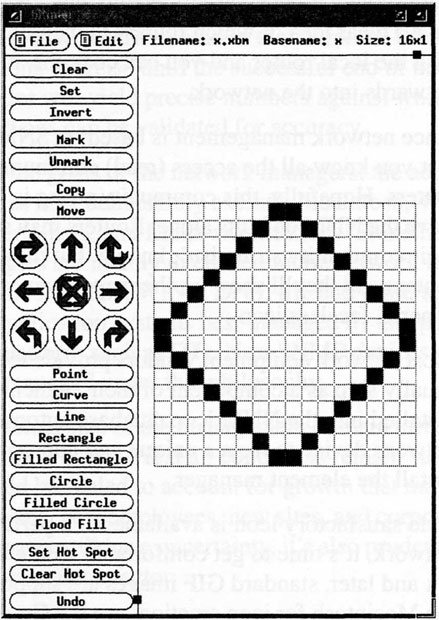 bitmap
File Edit Filename: x.xbm Basename: x Size: 16x1
Clear
Set
Invert
Mark
Unmark
Copy
Move
Point
Curve
Line
Rectangle
Filled Rectangle
Circle
Filled Circle
Flood Fill
Set Hot Spot
Clear Hot Spot
Undo